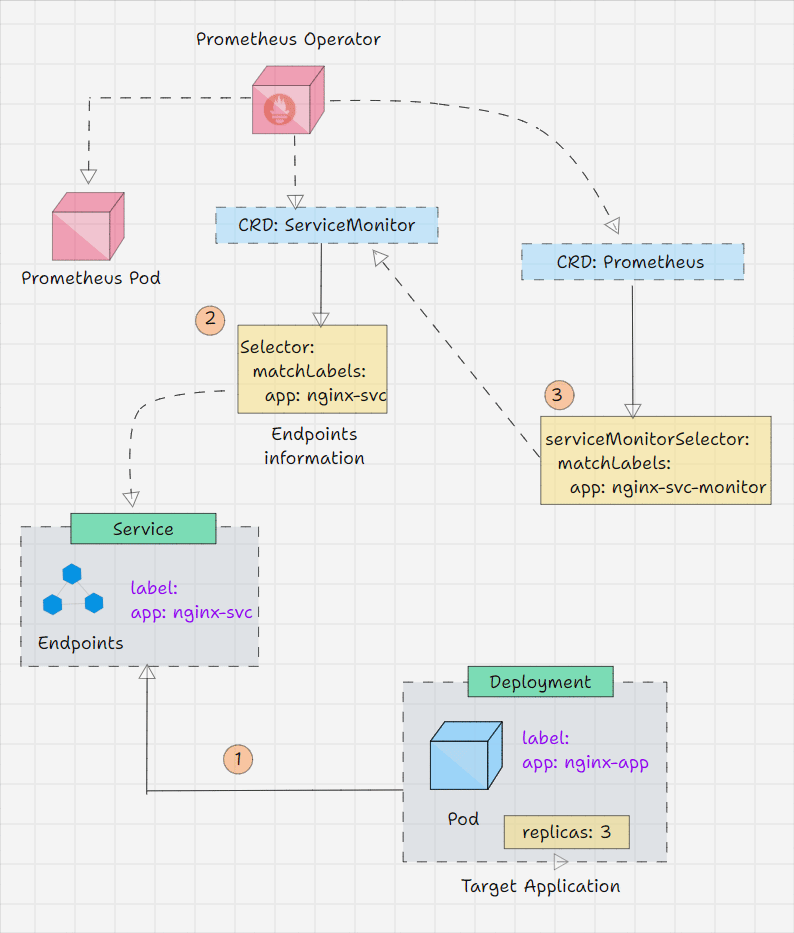 Prometheus Operator
Prometheus Pod
CRD: ServiceMonitor
CRD: Prometheus
2
Selector:
matchLabels:
app: nginx-svc
Endpoints
information
3
serviceMonitorSelector:
matchLabels:
app: nginx-svc-monitor
Service
label:
app: nginx-svc
Endpoints
1
Deployment
label:
app: nginx-app
Pod
replicas: 3
Target Application